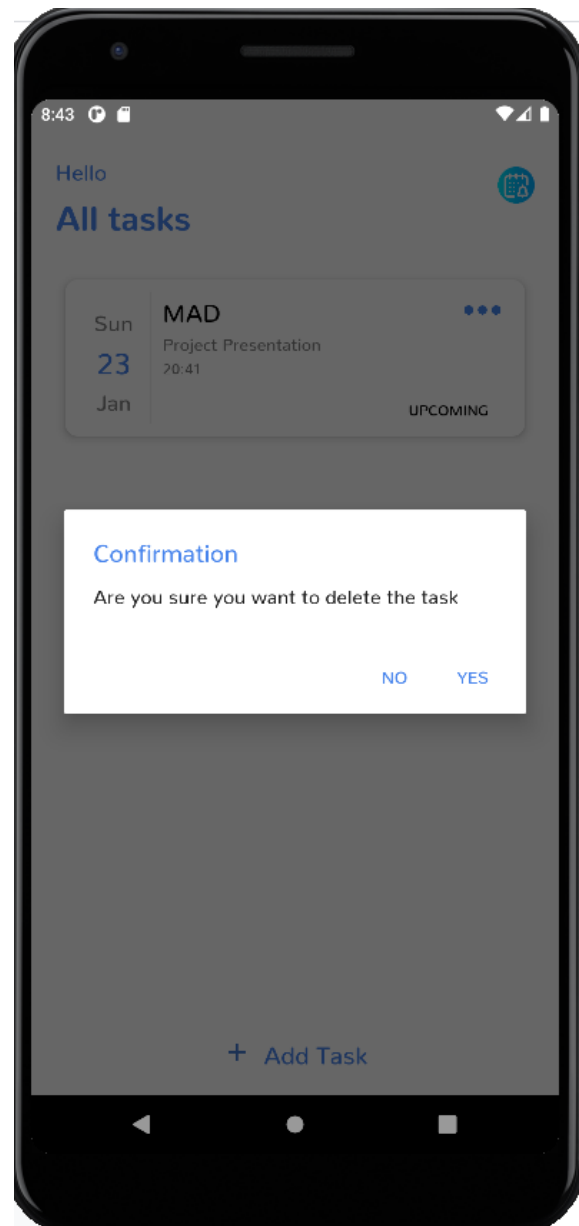 8:43
Hello
All tasks
Sun
23
Jan
MAD
Project Presentation
20:41
UPCOMING
Confirmation
Are you sure you want to delete the task
NO YES
+ Add Task